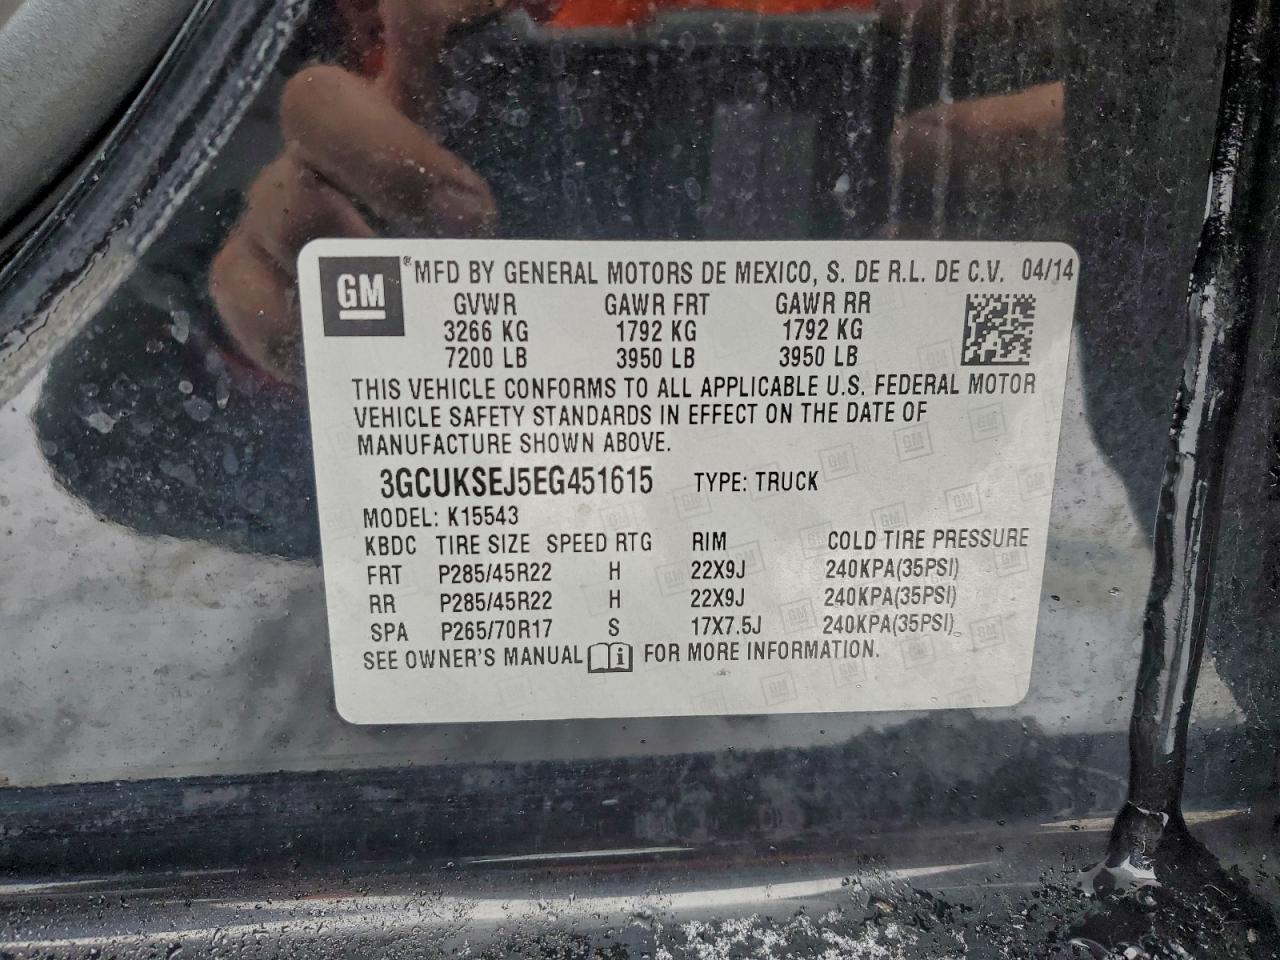 GM ® MFD BY GENERAL MOTORS DE MEXICO, S. DE R.L. DE C.V. 04/14
GVWR GAWR FRT GAWR RR
3266 KG 1792 KG 1792 KG
7200 LB 3950 LB 3950 LB
THIS VEHICLE CONFORMS TO ALL APPLICABLE U.S. FEDERAL MOTOR
VEHICLE SAFETY STANDARDS IN EFFECT ON THE DATE OF
MANUFACTURE SHOWN ABOVE.
3GCUKSEJ5EG451615 TYPE: TRUCK
MODEL: K15543
KBDC TIRE SIZE SPEED RTG RIM COLD TIRE PRESSURE
FRT P285/45R22 H 22X9J 240KPA(35PSI)
RR P285/45R22 H 22X9J 240KPA(35PSI)
SPA P265/70R17 S 17X7.5J 240KPA(35PSI)
SEE OWNER'S MANUAL i FOR MORE INFORMATION.